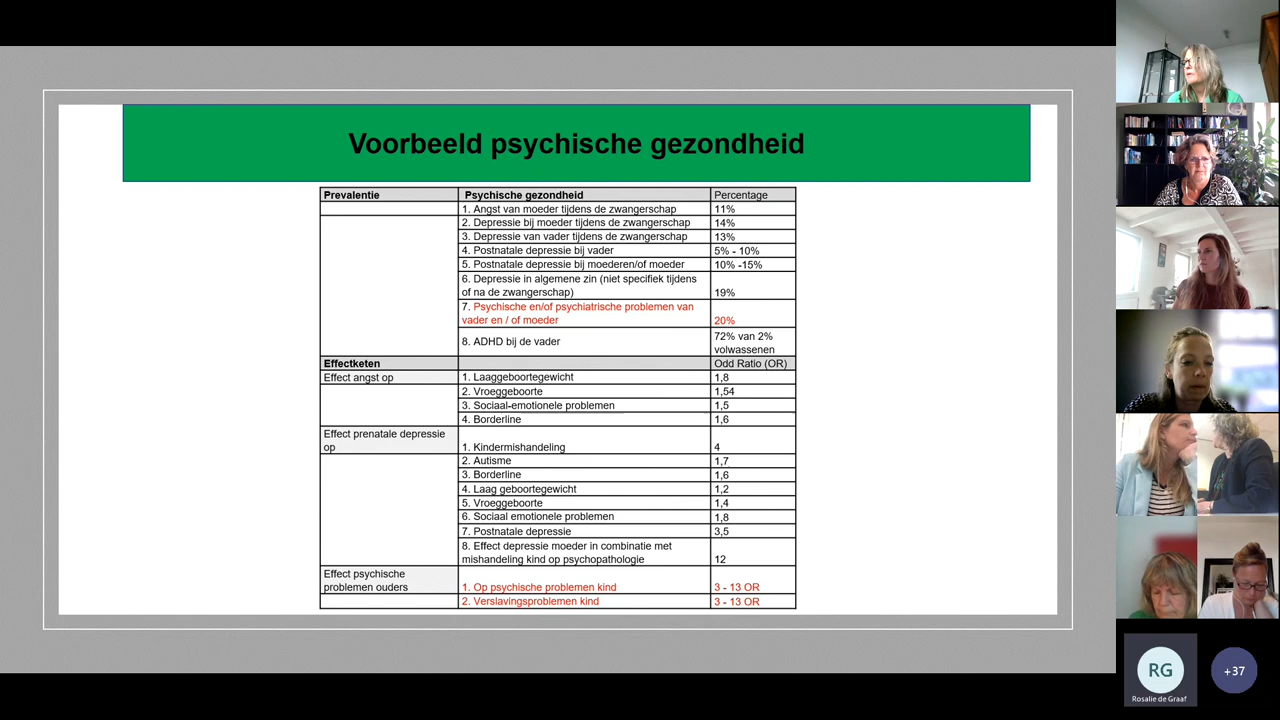 Voorbeeld psychische gezondheid
Prevalentie Psychische gezondheid Percentage
1. Angst van moeder tijdens de zwangerschap 11%
2. Depressie bij moeder tijdens de zwangerschap 14%
3. Depressie van vader tijdens de zwangerschap 13%
4. Postnatale depressie bij vader 5% - 10%
5. Postnatale depressie bij moederen/of moeder 10% -15%
6. Depressie in algemene zin (niet specifiek tijdens
of na de zwangerschap) 19%
7. Psychische en/of psychiatrische problemen van
vader en / of moeder 20%
8. ADHD bij de vader 72% van 2%
volwassenen
Effectketen Odd Ratio (OR)
Effect angst op 1. Laaggeboortegewicht 1,8
2. Vroeggeboorte 1,54
3. Sociaal-emotionele problemen 1,5
4. Borderline 1,6
Effect prenatale depressie
op 1. Kindermishandeling 4
2. Autisme 1,7
3. Borderline 1,6
4. Laag geboortegewicht 1,2
5. Vroeggeboorte 1,4
6. Sociaal emotionele problemen 1,8
7. Postnatale depressie 3,5
8. Effect depressie moeder in combinatie met
mishandeling kind op psychopathologie 12
Effect psychische
problemen ouders 1. Op psychische problemen kind 3 - 13 OR
2. Verslavingsproblemen kind 3 - 13 OR
RG
Rosalie de Graaf
+37